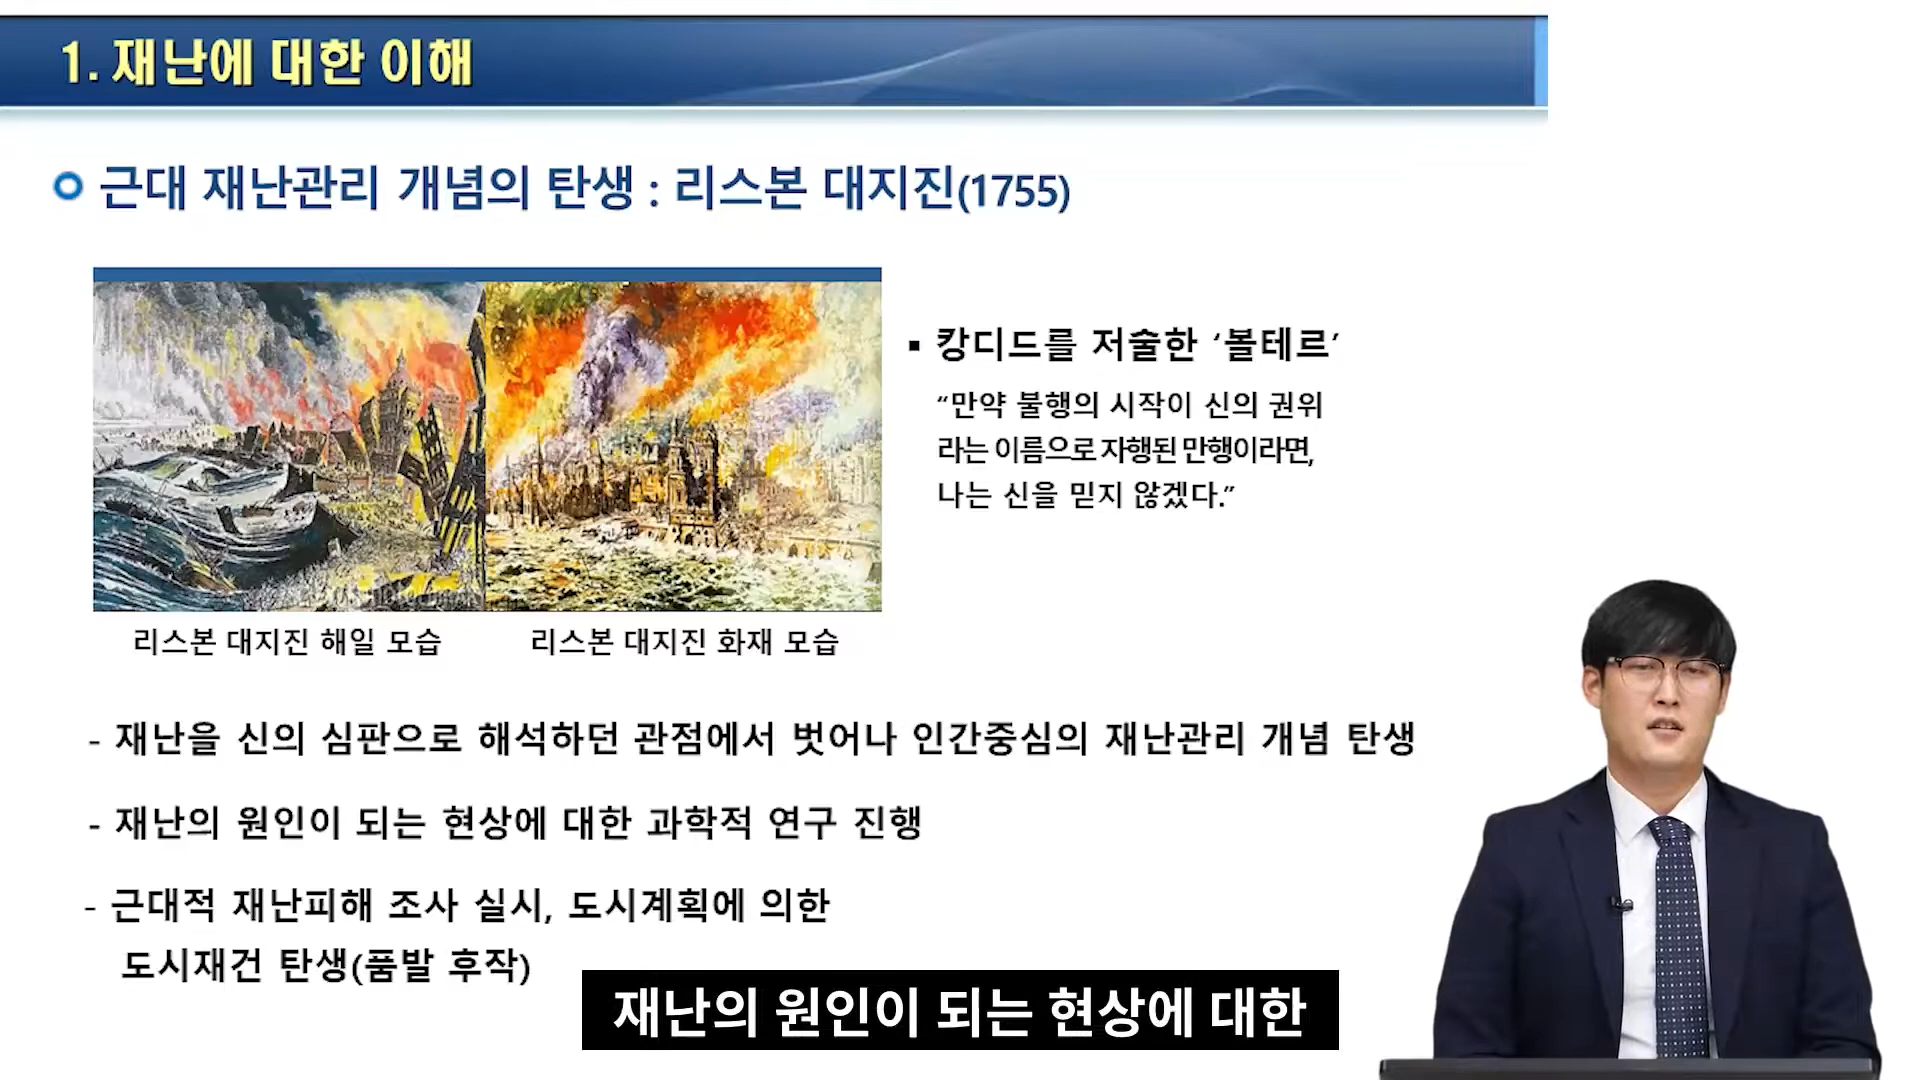 1. 재난에 대한 이해
근대 재난관리 개념의 탄생 : 리스본 대지진(1755)
▪ 캉디드를 저술한 ‘볼테르’
“만약 불행의 시작이 신의 권위
라는 이름으로 자행된 만행이라면,
나는 신을 믿지 않겠다.”
리스본 대지진 해일 모습
리스본 대지진 화재 모습
- 재난을 신의 심판으로 해석하던 관점에서 벗어나 인간중심의 재난관리 개념 탄생
- 재난의 원인이 되는 현상에 대한 과학적 연구 진행
- 근대적 재난피해 조사 실시, 도시계획에 의한
도시재건 탄생(품발 후작)
재난의 원인이 되는 현상에 대한